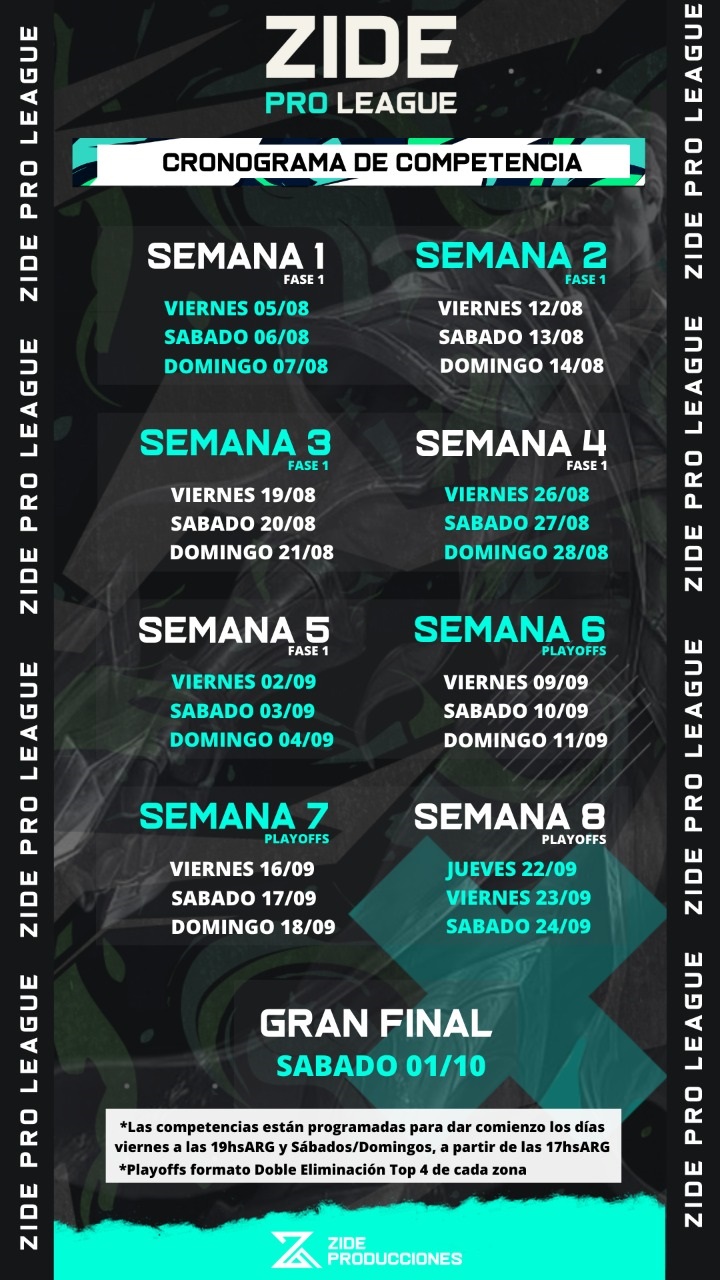 ZIDE
PRO LEAGUE
CRONOGRAMA DE COMPETENCIA
SEMANA 1
FASE 1
VIERNES 05/08
SABADO 06/08
DOMINGO 07/08
SEMANA 2
FASE 1
VIERNES 12/08
SABADO 13/08
DOMINGO 14/08
SEMANA 3
FASE 1
VIERNES 19/08
SABADO 20/08
DOMINGO 21/08
SEMANA 4
FASE 1
VIERNES 26/08
SABADO 27/08
DOMINGO 28/08
SEMANA 5
FASE 1
VIERNES 02/09
SABADO 03/09
DOMINGO 04/09
SEMANA 6
PLAYOFFS
VIERNES 09/09
SABADO 10/09
DOMINGO 11/09
SEMANA 7
PLAYOFFS
VIERNES 16/09
SABADO 17/09
DOMINGO 18/09
SEMANA 8
PLAYOFFS
JUEVES 22/09
VIERNES 23/09
SABADO 24/09
GRAN FINAL
SABADO 01/10
*Las competencias están programadas para dar comienzo los días
viernes a las 19hsARG y Sábados/Domingos, a partir de las 17hsARG
*Playoffs formato Doble Eliminación Top 4 de cada zona
ZIDE
PRODUCCIONES
ZIDE PRO LEAGUE
ZIDE PRO LEAGUE
ZIDE PRO LEAGUE
ZIDE PRO LEAGUE
ZIDE PRO LEAGUE
ZIDE PRO LEAGUE
ZIDE PRO LEAGUE
ZIDE PRO LEAGUE